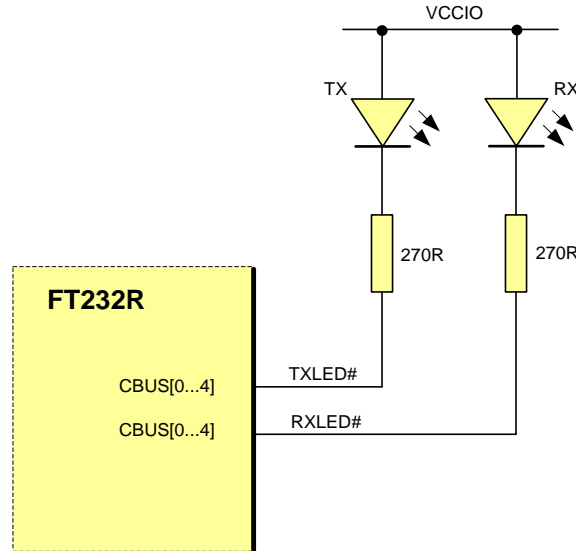 VCCIO
TX
RX
270R
270R
FT232R
CBUS[0...4]
TXLED#
CBUS[0...4]
RXLED#